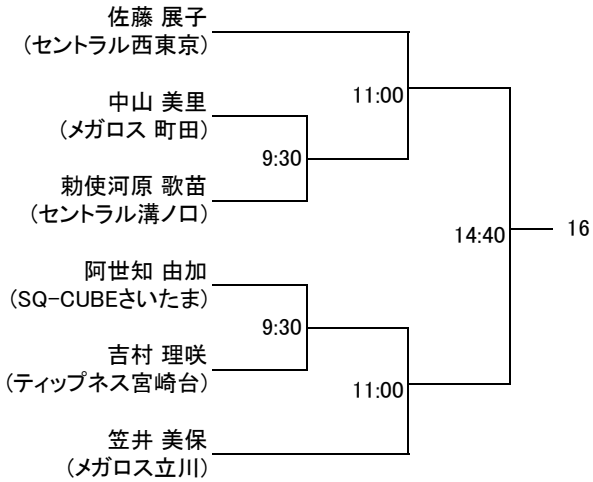 佐藤 展子
(セントラル西東京)
11:00
中山 美里
(メガロス 町田)
9:30
勅使河原 歌苗
(セントラル溝ノ口)
14:40
16
阿世知 由加
(SQ-CUBEさいたま)
9:30
吉村 理咲
(ティップネス宮崎台)
11:00
笠井 美保
(メガロス立川)